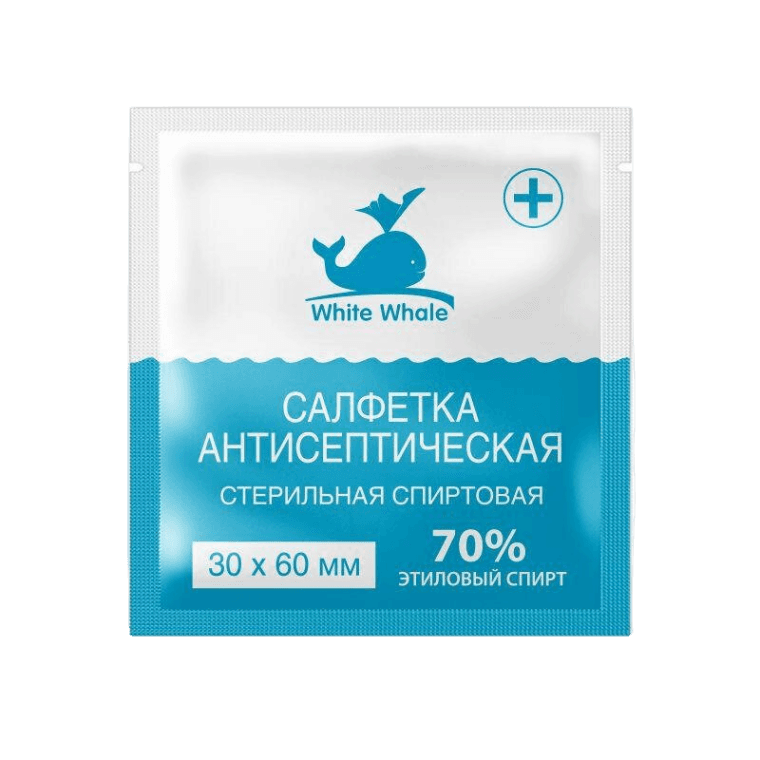 White Whale
САЛФЕТКА
АНТИСЕПТИЧЕСКАЯ
СТЕРИЛЬНАЯ СПИРТОВАЯ
30 х 60 мм
70%
ЭТИЛОВЫЙ СПИРТ